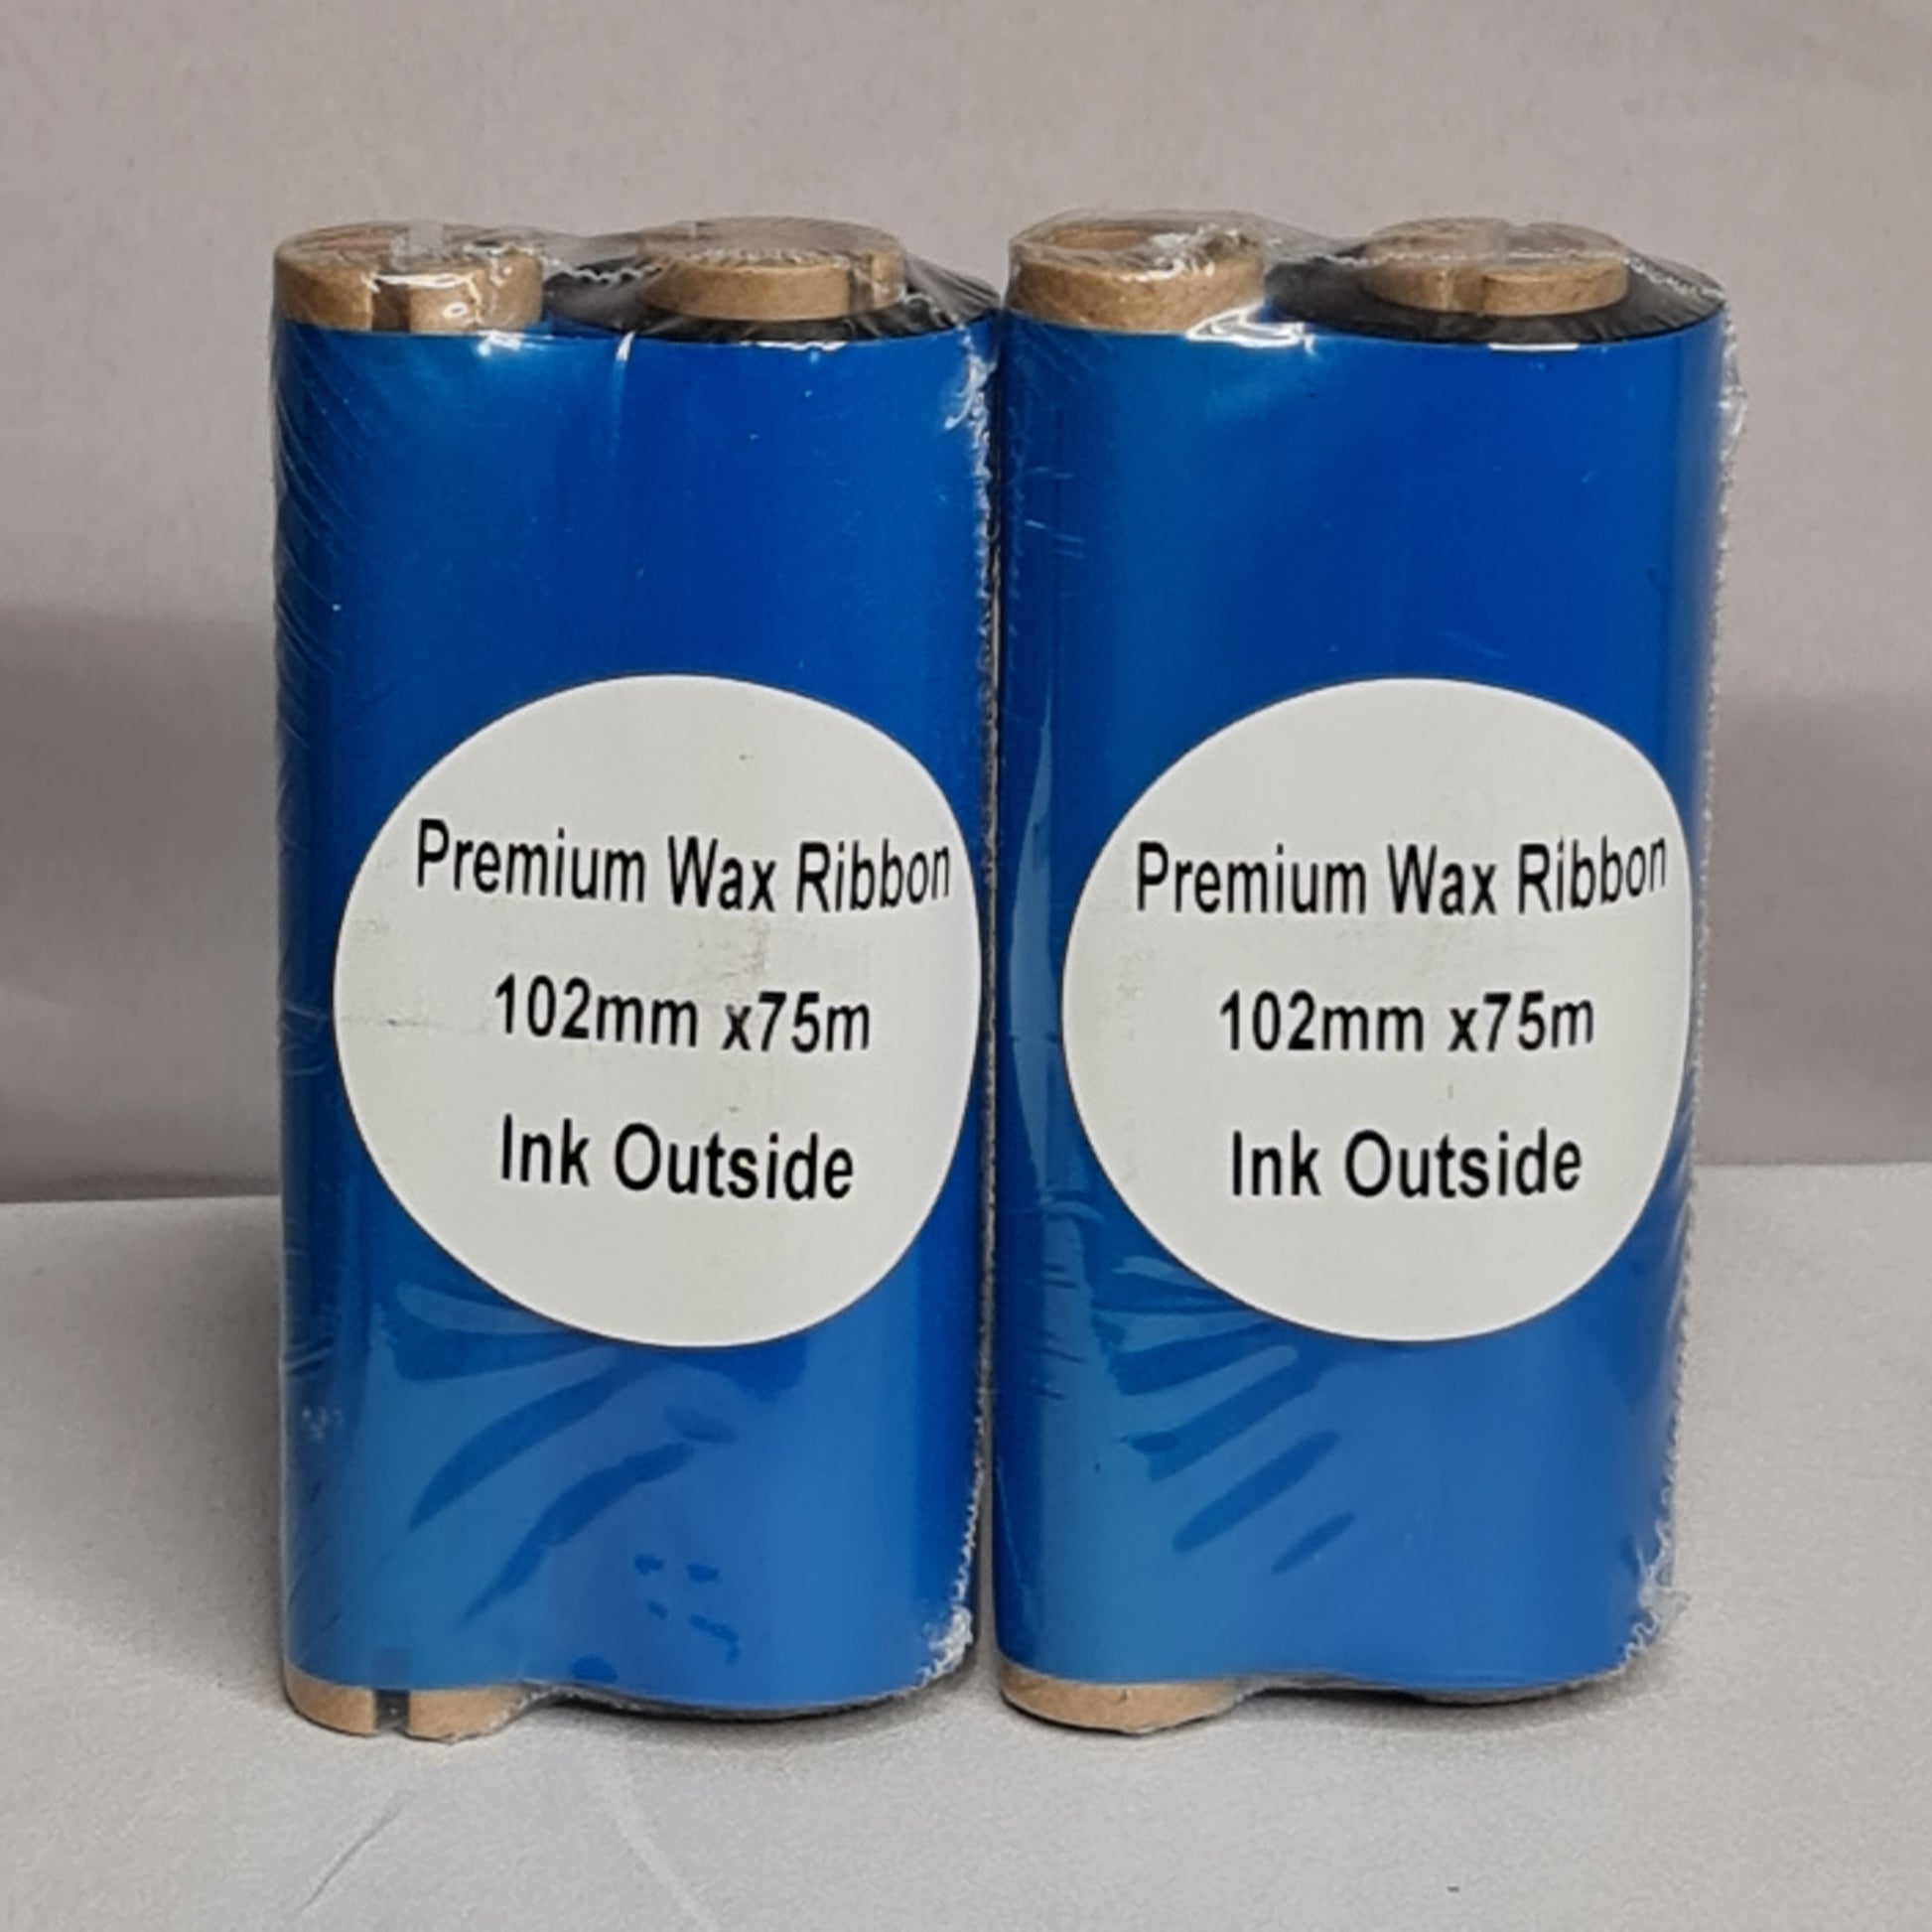 Premium Wax Ribbon
102mm x75m
Ink Outside
Premium Wax Ribbon
102mm x75m
Ink Outside